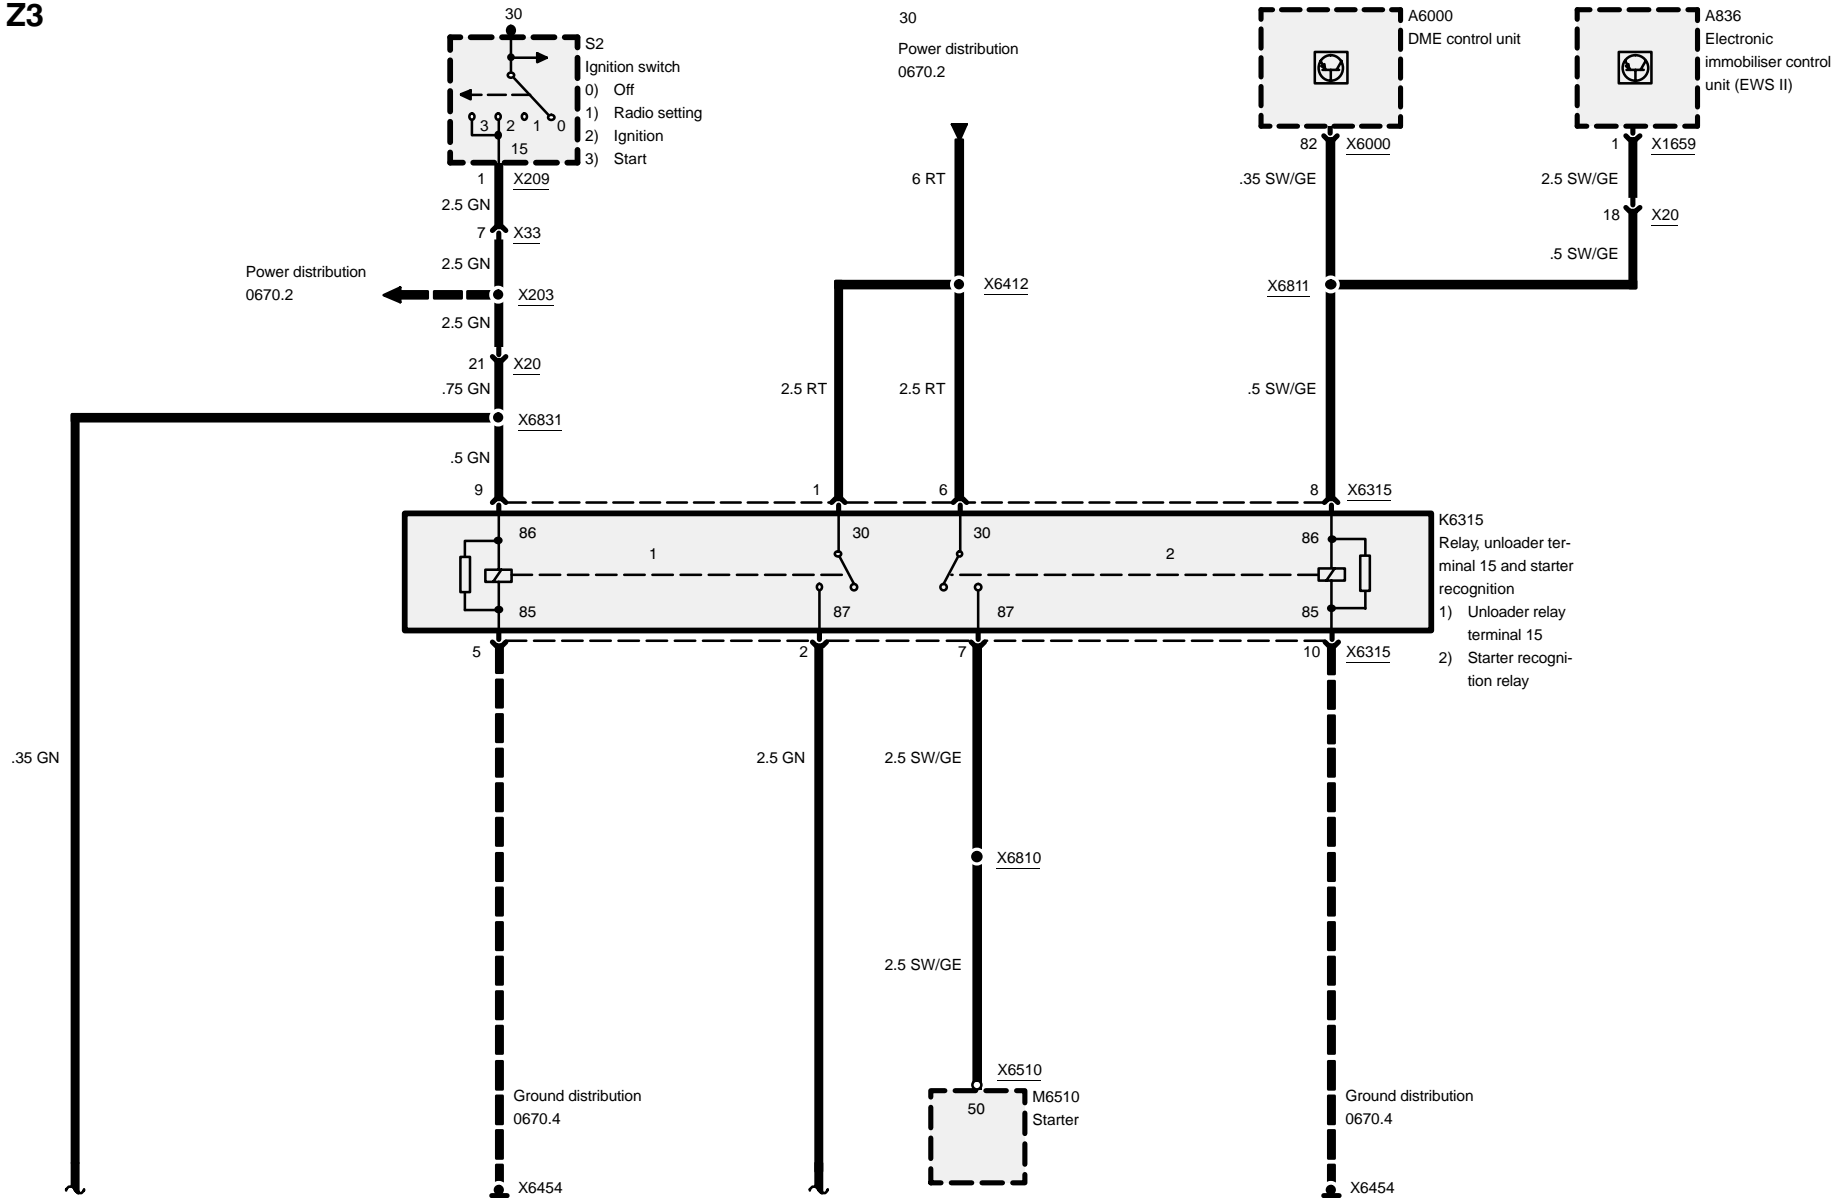 Z3
30
S2
Ignition switch
0) Off
1) Radio setting
2) Ignition
3) Start
3 2 1 0
15
30
Power distribution
0670.2
A6000
DME control unit
A836
Electronic
immobiliser control
unit (EWS II)
1 X209
82 X6000
1 X1659
2.5 GN
6 RT
.35 SW/GE
2.5 SW/GE
7 X33
18 X20
2.5 GN
.5 SW/GE
Power distribution
0670.2
X203
X6412
X6811
2.5 GN
21 X20
.75 GN
2.5 RT
2.5 RT
.5 SW/GE
X6831
.5 GN
9
1
6
8 X6315
86
30
30
86
1
2
85
87
87
85
K6315
Relay, unloader ter-
minal 15 and starter
recognition
1) Unloader relay
terminal 15
2) Starter recogni-
tion relay
5
2
7
10 X6315
.35 GN
2.5 GN
2.5 SW/GE
X6810
2.5 SW/GE
X6510
50
M6510
Starter
Ground distribution
0670.4
Ground distribution
0670.4
X6454
X6454